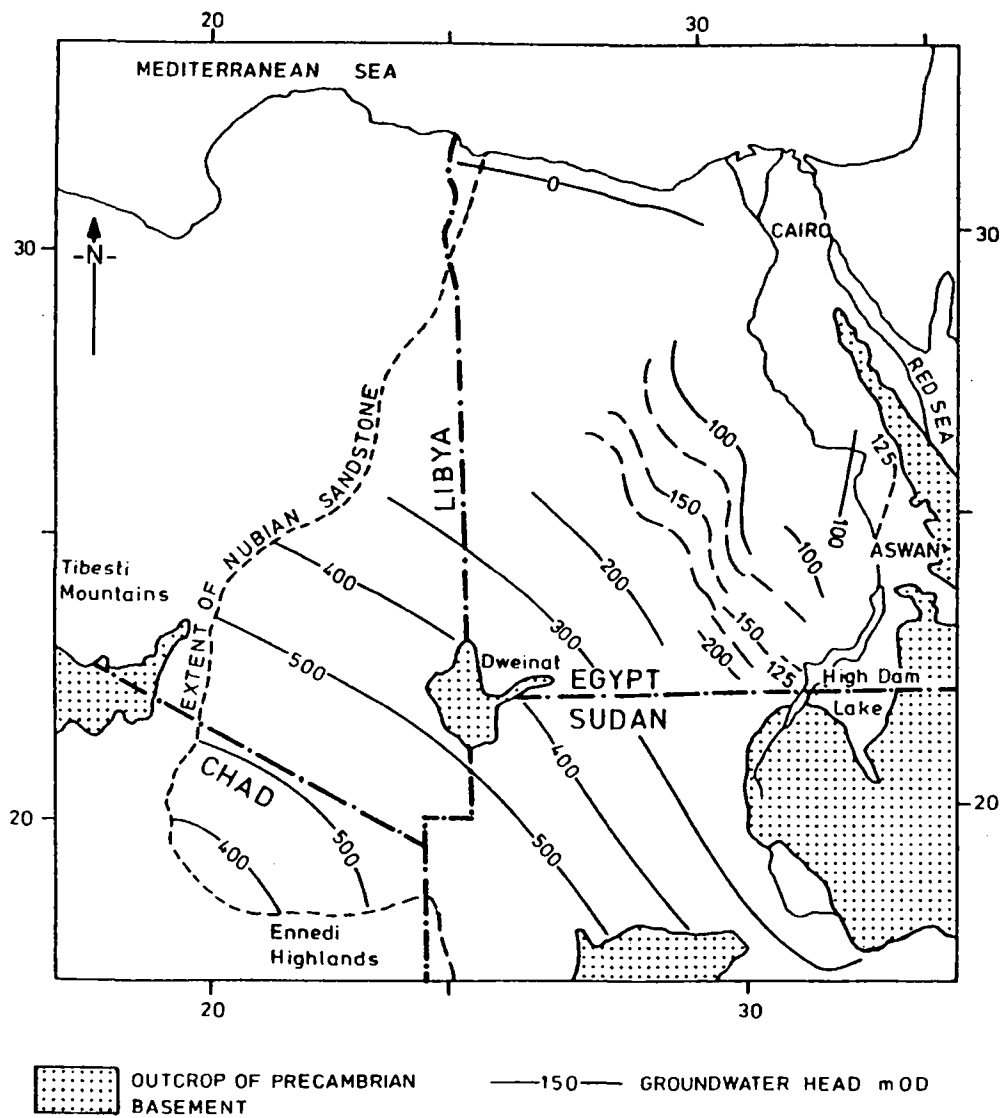 20
30
MEDITERRANEAN SEA
0
CAIRO
30
-N-
30
RED SEA
EXTENT OF NUBIAN SANDSTONE
LIBYA
100
125
150
100
100
ASWAN
Tibesti
Mountains
400
200
300
150
200
125
500
Dweinat
EGYPT
High Dam
Lake
SUDAN
400
CHAD
20
20
500
400
500
Ennedi
Highlands
20
30
OUTCROP OF PRECAMBRIAN
BASEMENT
150
GROUNDWATER HEAD mOD